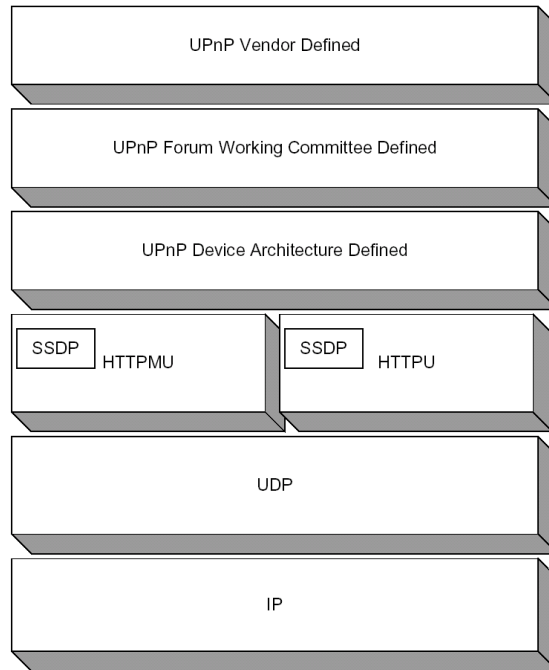 UPnP Vendor Defined
UPnP Forum Working Committee Defined
UPnP Device Architecture Defined
SSDP
HTTPMU
SSDP
HTTPU
UDP
IP